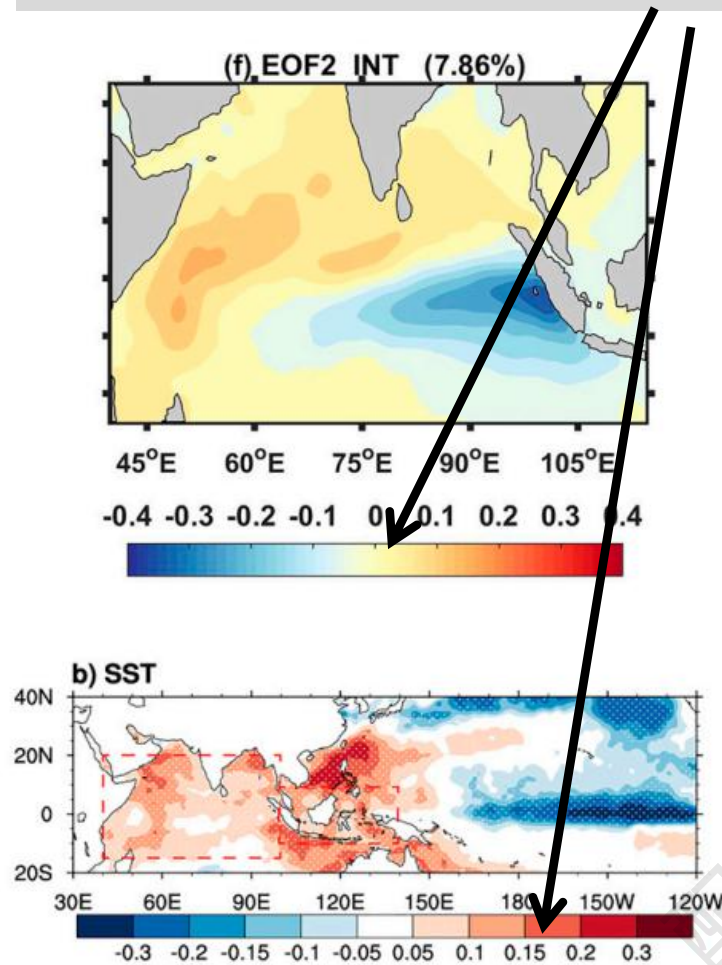 (f) EOF2 INT (7.86%)
45°E 60°E 75°E 90°E 105°E
-0.4 -0.3 -0.2 -0.1 0 0.1 0.2 0.3 0.4
b) SST
40N
20N
0
20S
30E 60E 90E 120E 150E 180 150W 120W
-0.3 -0.2 -0.15 -0.1 -0.05 0.05 0.1 0.15 0.2 0.3